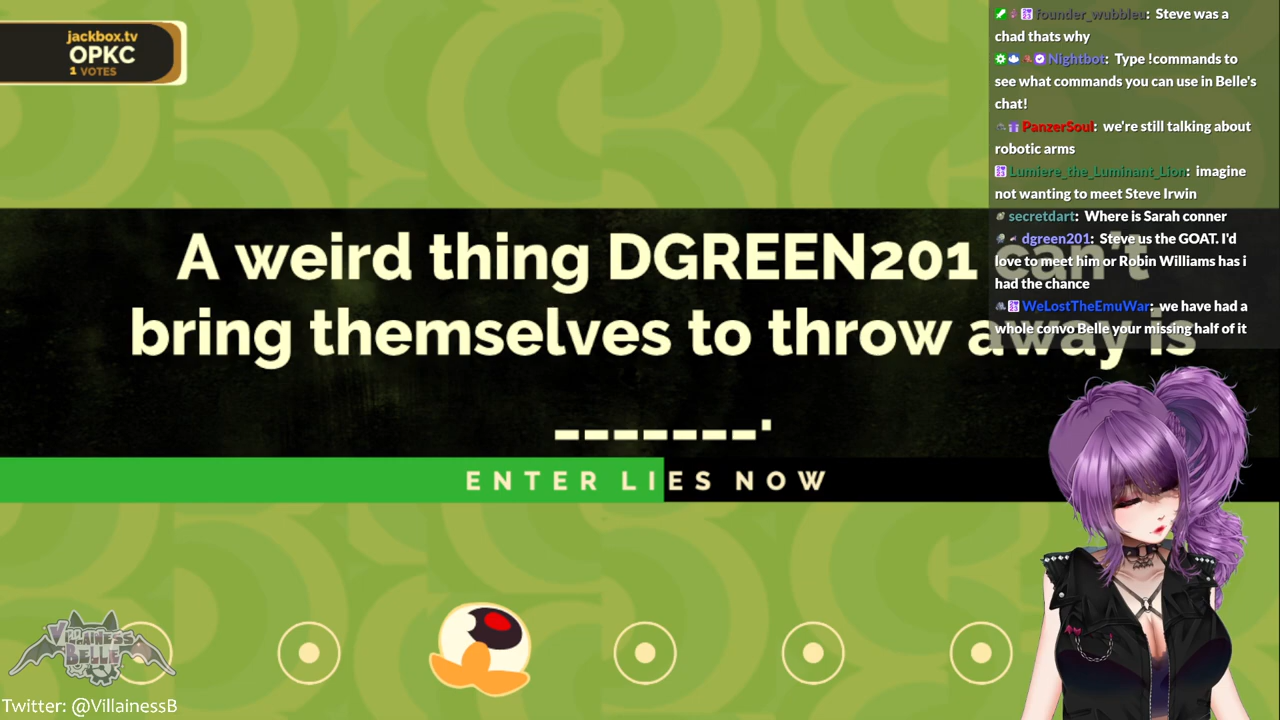 jackbox.tv
OPKC
1 VOTES
A weird thing DGREEN201 can't
bring themselves to throw away is
_______.
ENTER LIES NOW
founder_wubbleu: Steve was a
chad thats why
Nightbot: Type !commands to
see what commands you can use in Belle's
chat!
PanzerSoul: we're still talking about
robotic arms
Lumiere_the_Luminant_Lion: imagine
not wanting to meet Steve Irwin
secretdart: Where is Sarah conner
dgreen201: Steve us the GOAT. I'd
love to meet him or Robin Williams has i
had the chance
WeLostTheEmuWar: we have had a
whole convo Belle your missing half of it
VILLAINESS
BELLE
Twitter: @VillainessB